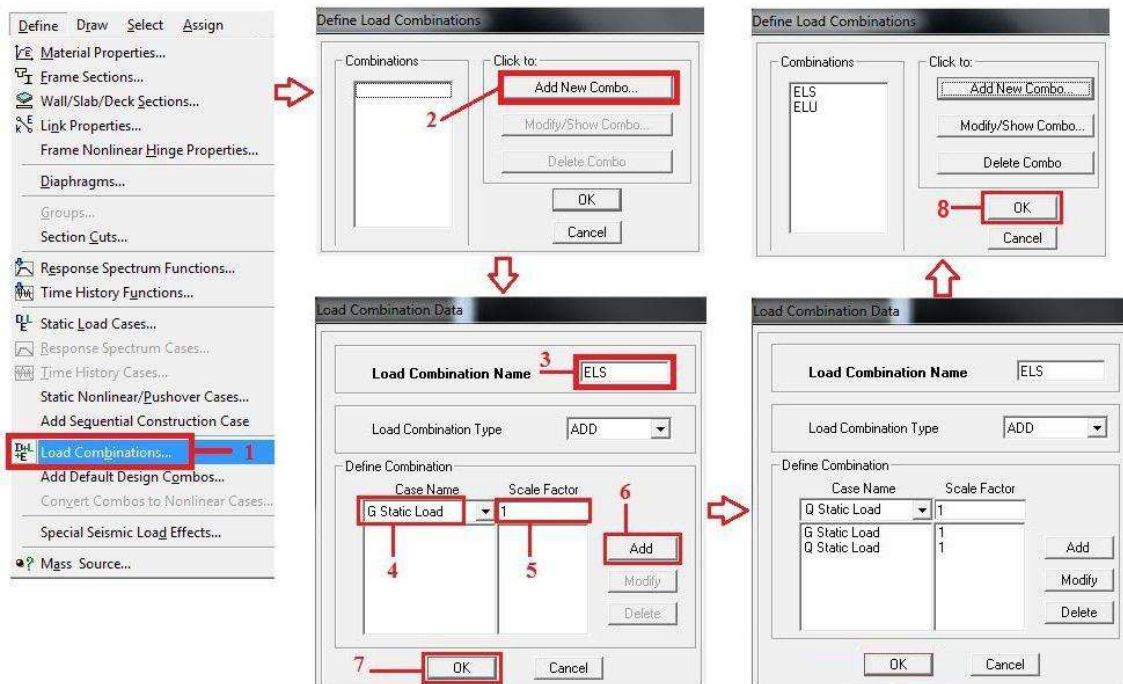 Define Draw Select Assign
Material Properties...
Frame Sections...
Wall/Slab/Deck Sections...
Link Properties...
Frame Nonlinear Hinge Properties...
Diaphragms...
Groups...
Section Cuts...
Response Spectrum Functions...
Time History Functions...
Static Load Cases...
Response Spectrum Cases...
Time History Cases...
Static Nonlinear/Pushover Cases...
Add Sequential Construction Case
Load Combinations... 1
Add Default Design Combos...
Convert Combos to Nonlinear Cases...
Special Seismic Load Effects...
Mass Source...
Define Load Combinations
Combinations
Click to:
Add New Combo...
2
Modify/Show Combo...
Delete Combo
OK
Cancel
Load Combination Data
Load Combination Name 3 ELS
Load Combination Type ADD
Define Combination
Case Name Scale Factor
G Static Load 1
4 5
6
Add
Modify
Delete
7 OK Cancel
Load Combination Data
Load Combination Name ELS
Load Combination Type ADD
Define Combination
Case Name Scale Factor
Q Static Load 1
G Static Load 1
Q Static Load 1
Add
Modify
Delete
OK Cancel
Define Load Combinations
Combinations
ELS
ELU
Click to:
Add New Combo...
Modify/Show Combo...
Delete Combo
8 OK
Cancel